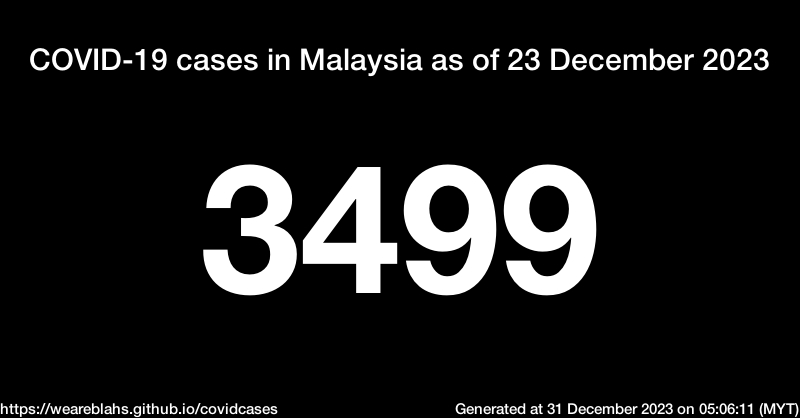 COVID-19 cases in Malaysia as of 23 December 2023
3499
https://weareblahs.github.io/covidcases
Generated at 31 December 2023 on 05:06:11 (MYT)